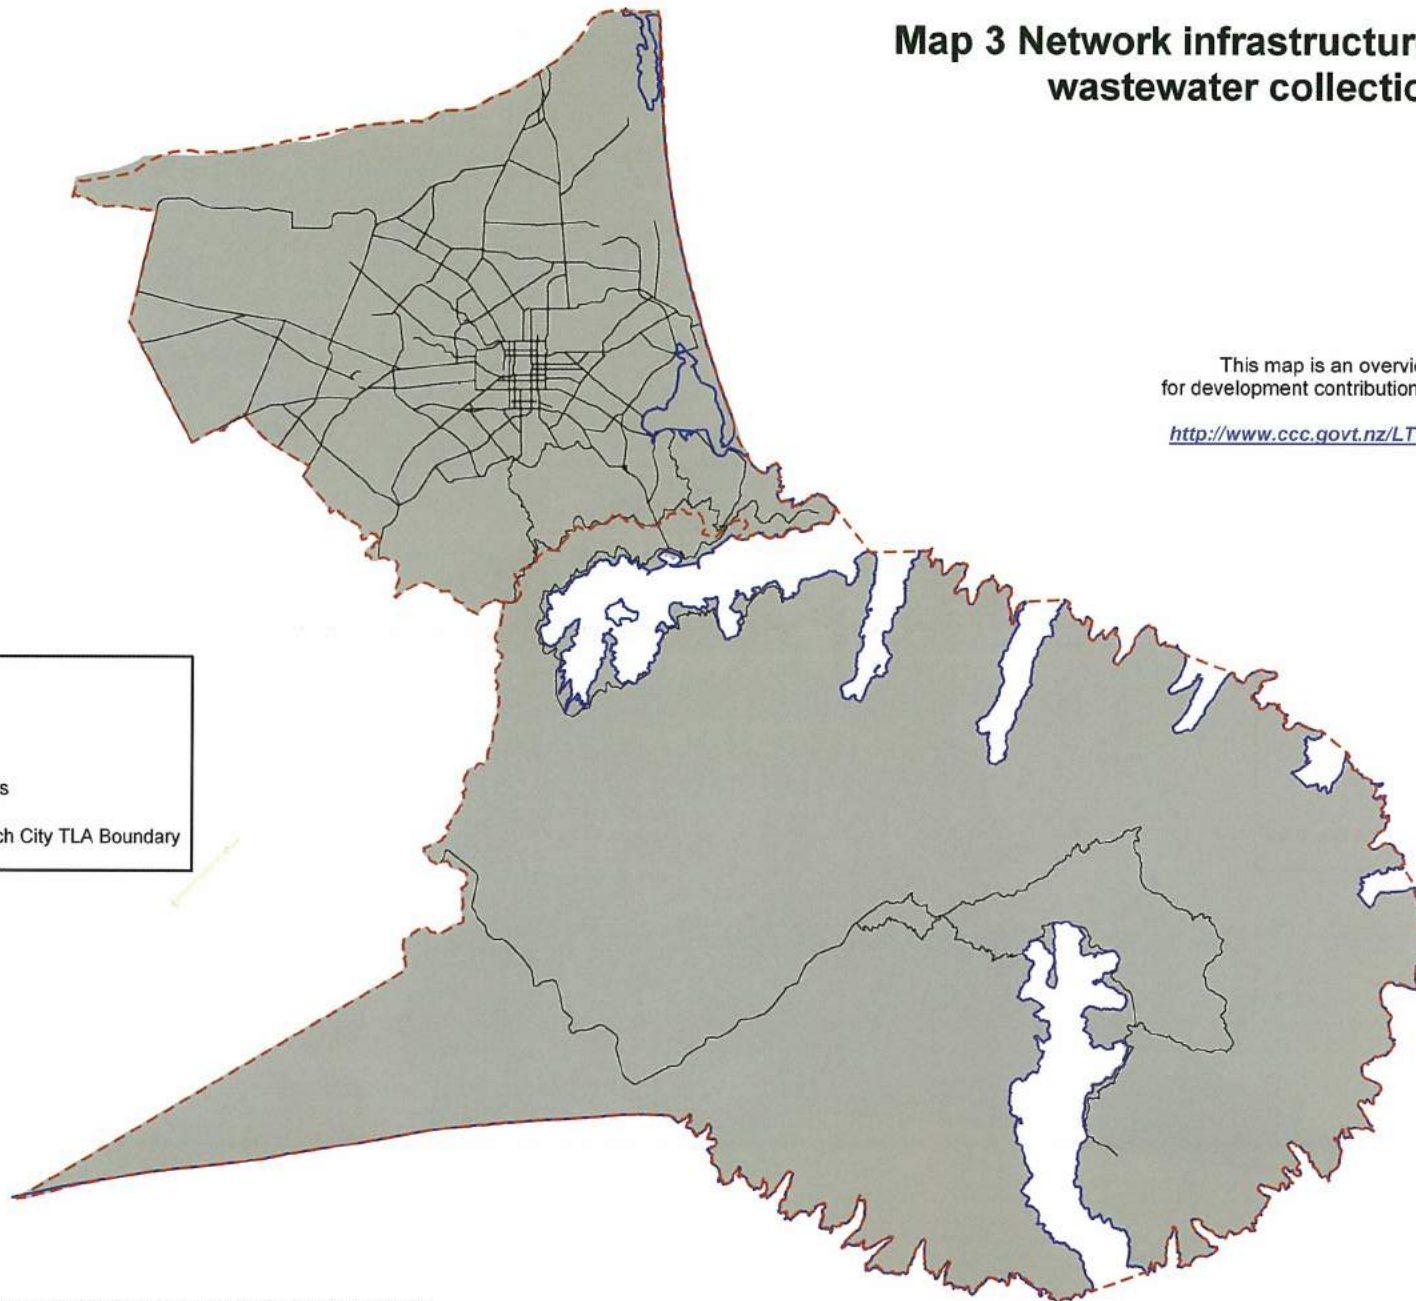 Map 3 Network infrastructur
wastewater collectio
This map is an overvie
for development contribution
http://www.ccc.govt.nz/LT
s
ch City TLA Boundary